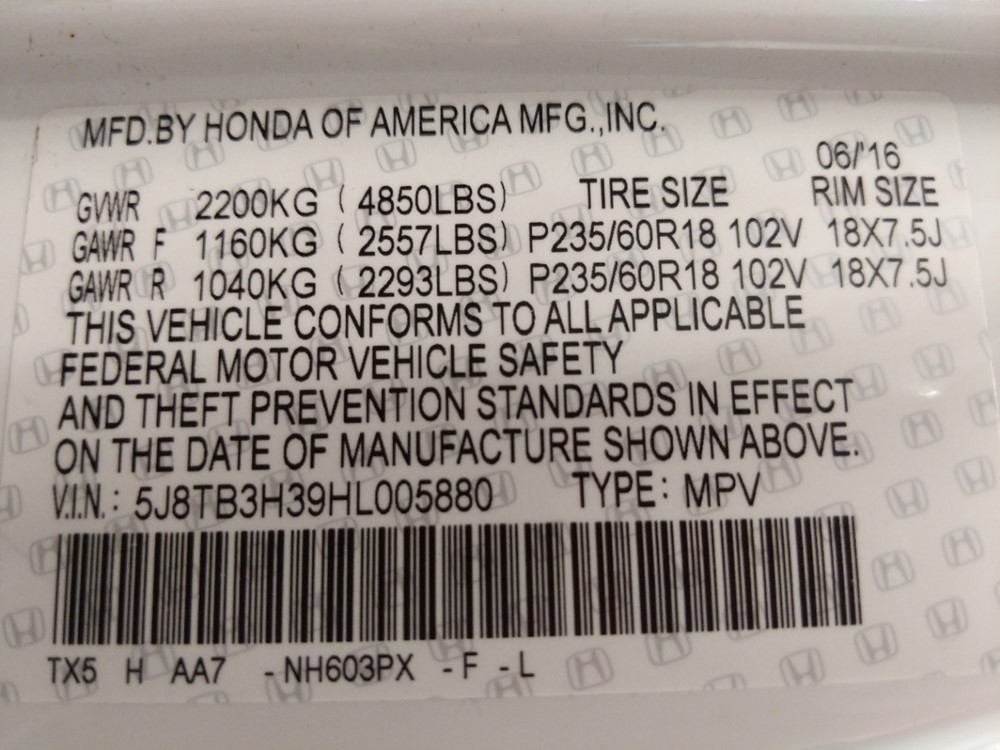 MFD.BY HONDA OF AMERICA MFG.,INC.
06/'16
GVWR 2200KG ( 4850LBS) TIRE SIZE RIM SIZE
GAWR F 1160KG ( 2557LBS) P235/60R18 102V 18X7.5J
GAWR R 1040KG ( 2293LBS) P235/60R18 102V 18X7.5J
THIS VEHICLE CONFORMS TO ALL APPLICABLE
FEDERAL MOTOR VEHICLE SAFETY
AND THEFT PREVENTION STANDARDS IN EFFECT
ON THE DATE OF MANUFACTURE SHOWN ABOVE.
V.I.N.: 5J8TB3H39HL005880 TYPE: MPV
TX5 H AA7 -NH603PX -F -L